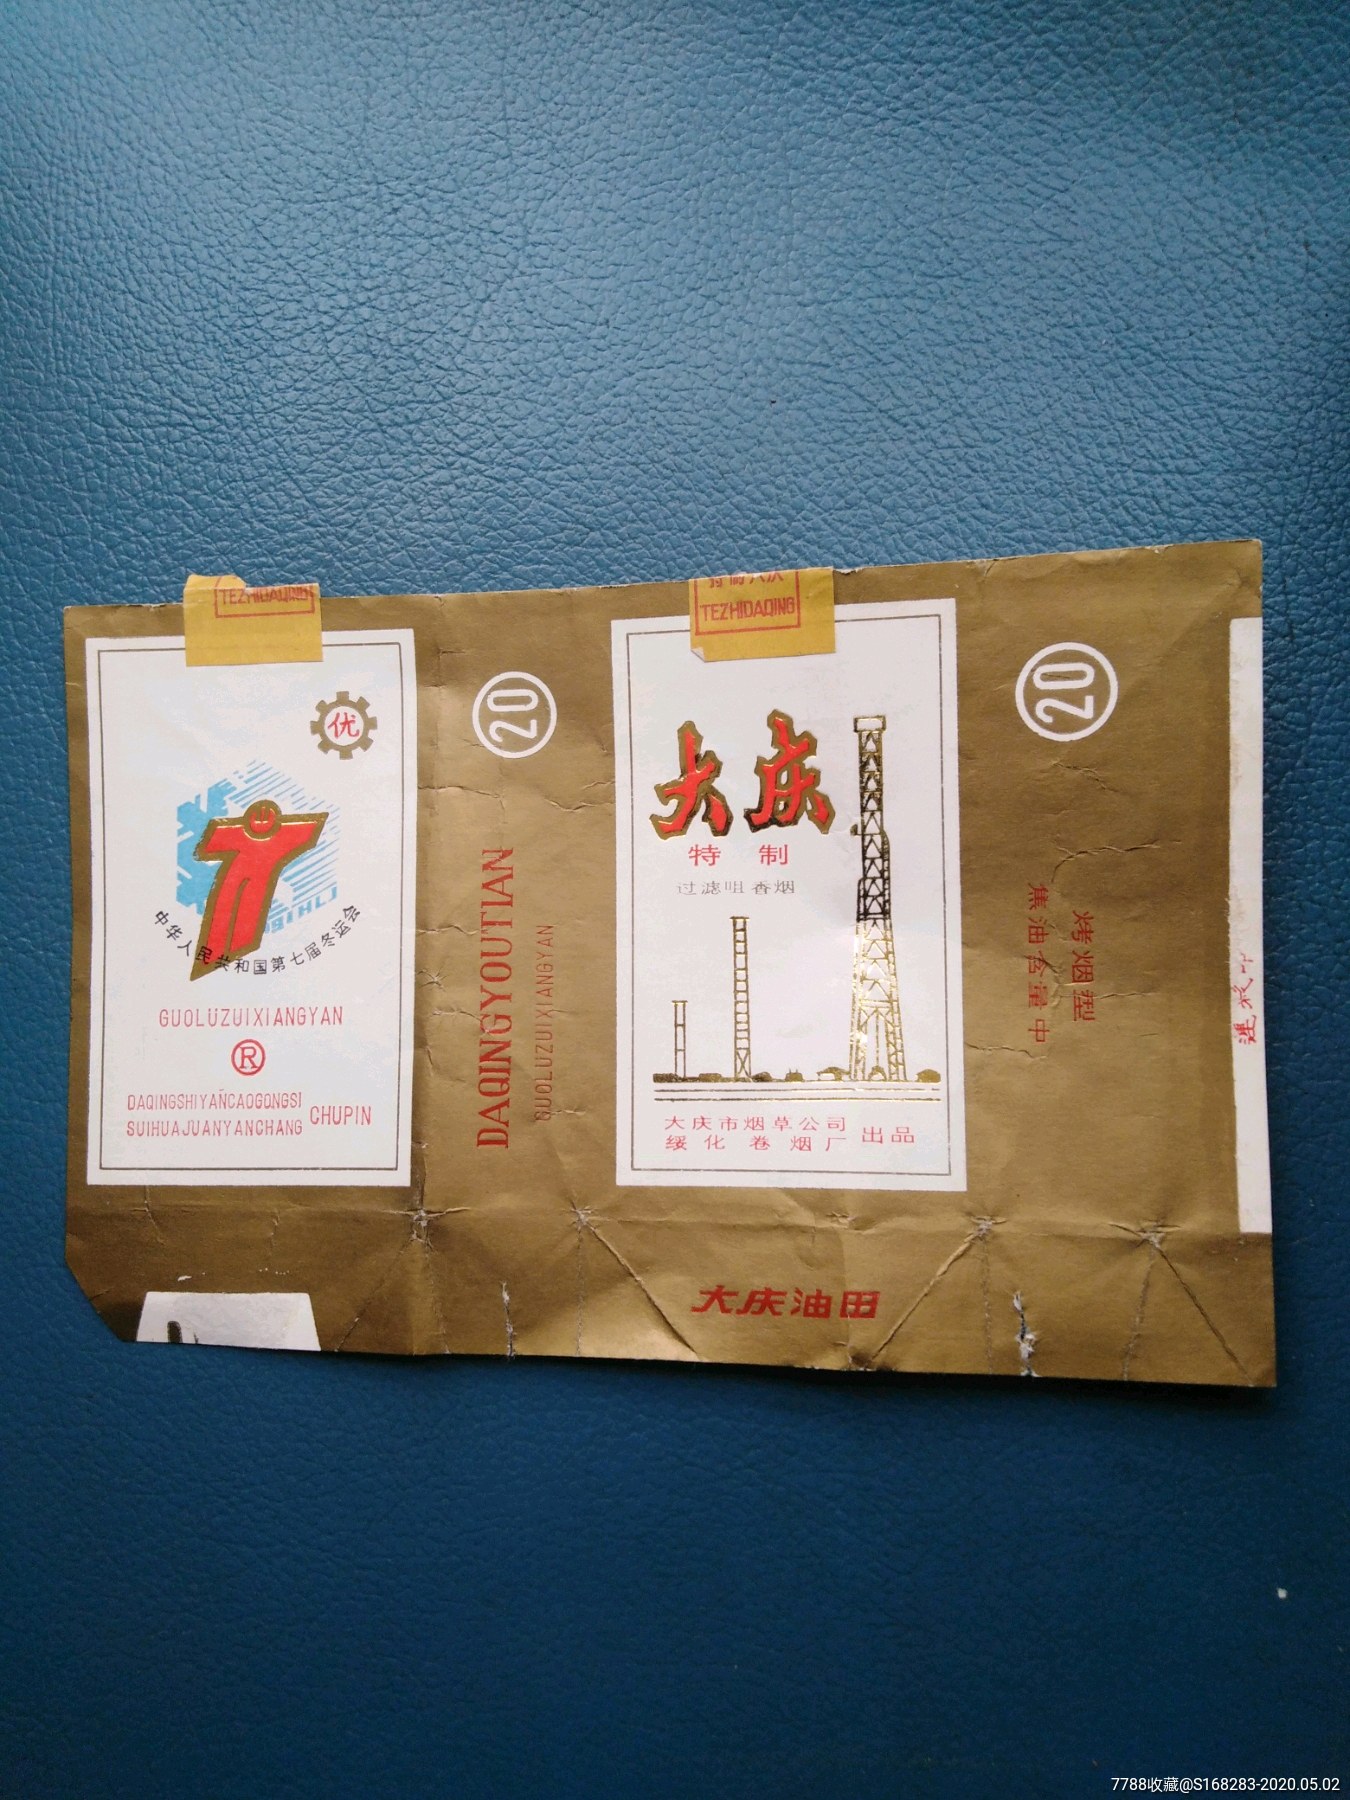 TEZHIDAQING
优
91HLJ
中华人民共和国第七届冬运会
GUOLUZUIXIANGYAN
R
DAQINGSHIYANCAOGONGSI
SUIHUAJUANYANCHANG
CHUPIN
20
DAQINGYOUTIAN
GUOLUZUIXIANGYAN
特制大庆
TEZHIDAQING
大庆
特制
过滤咀香烟
大庆市烟草公司
绥化卷烟厂
出品
大庆油田
20
烤烟型
焦油含量中
7788收藏@S168283-2020.05.02